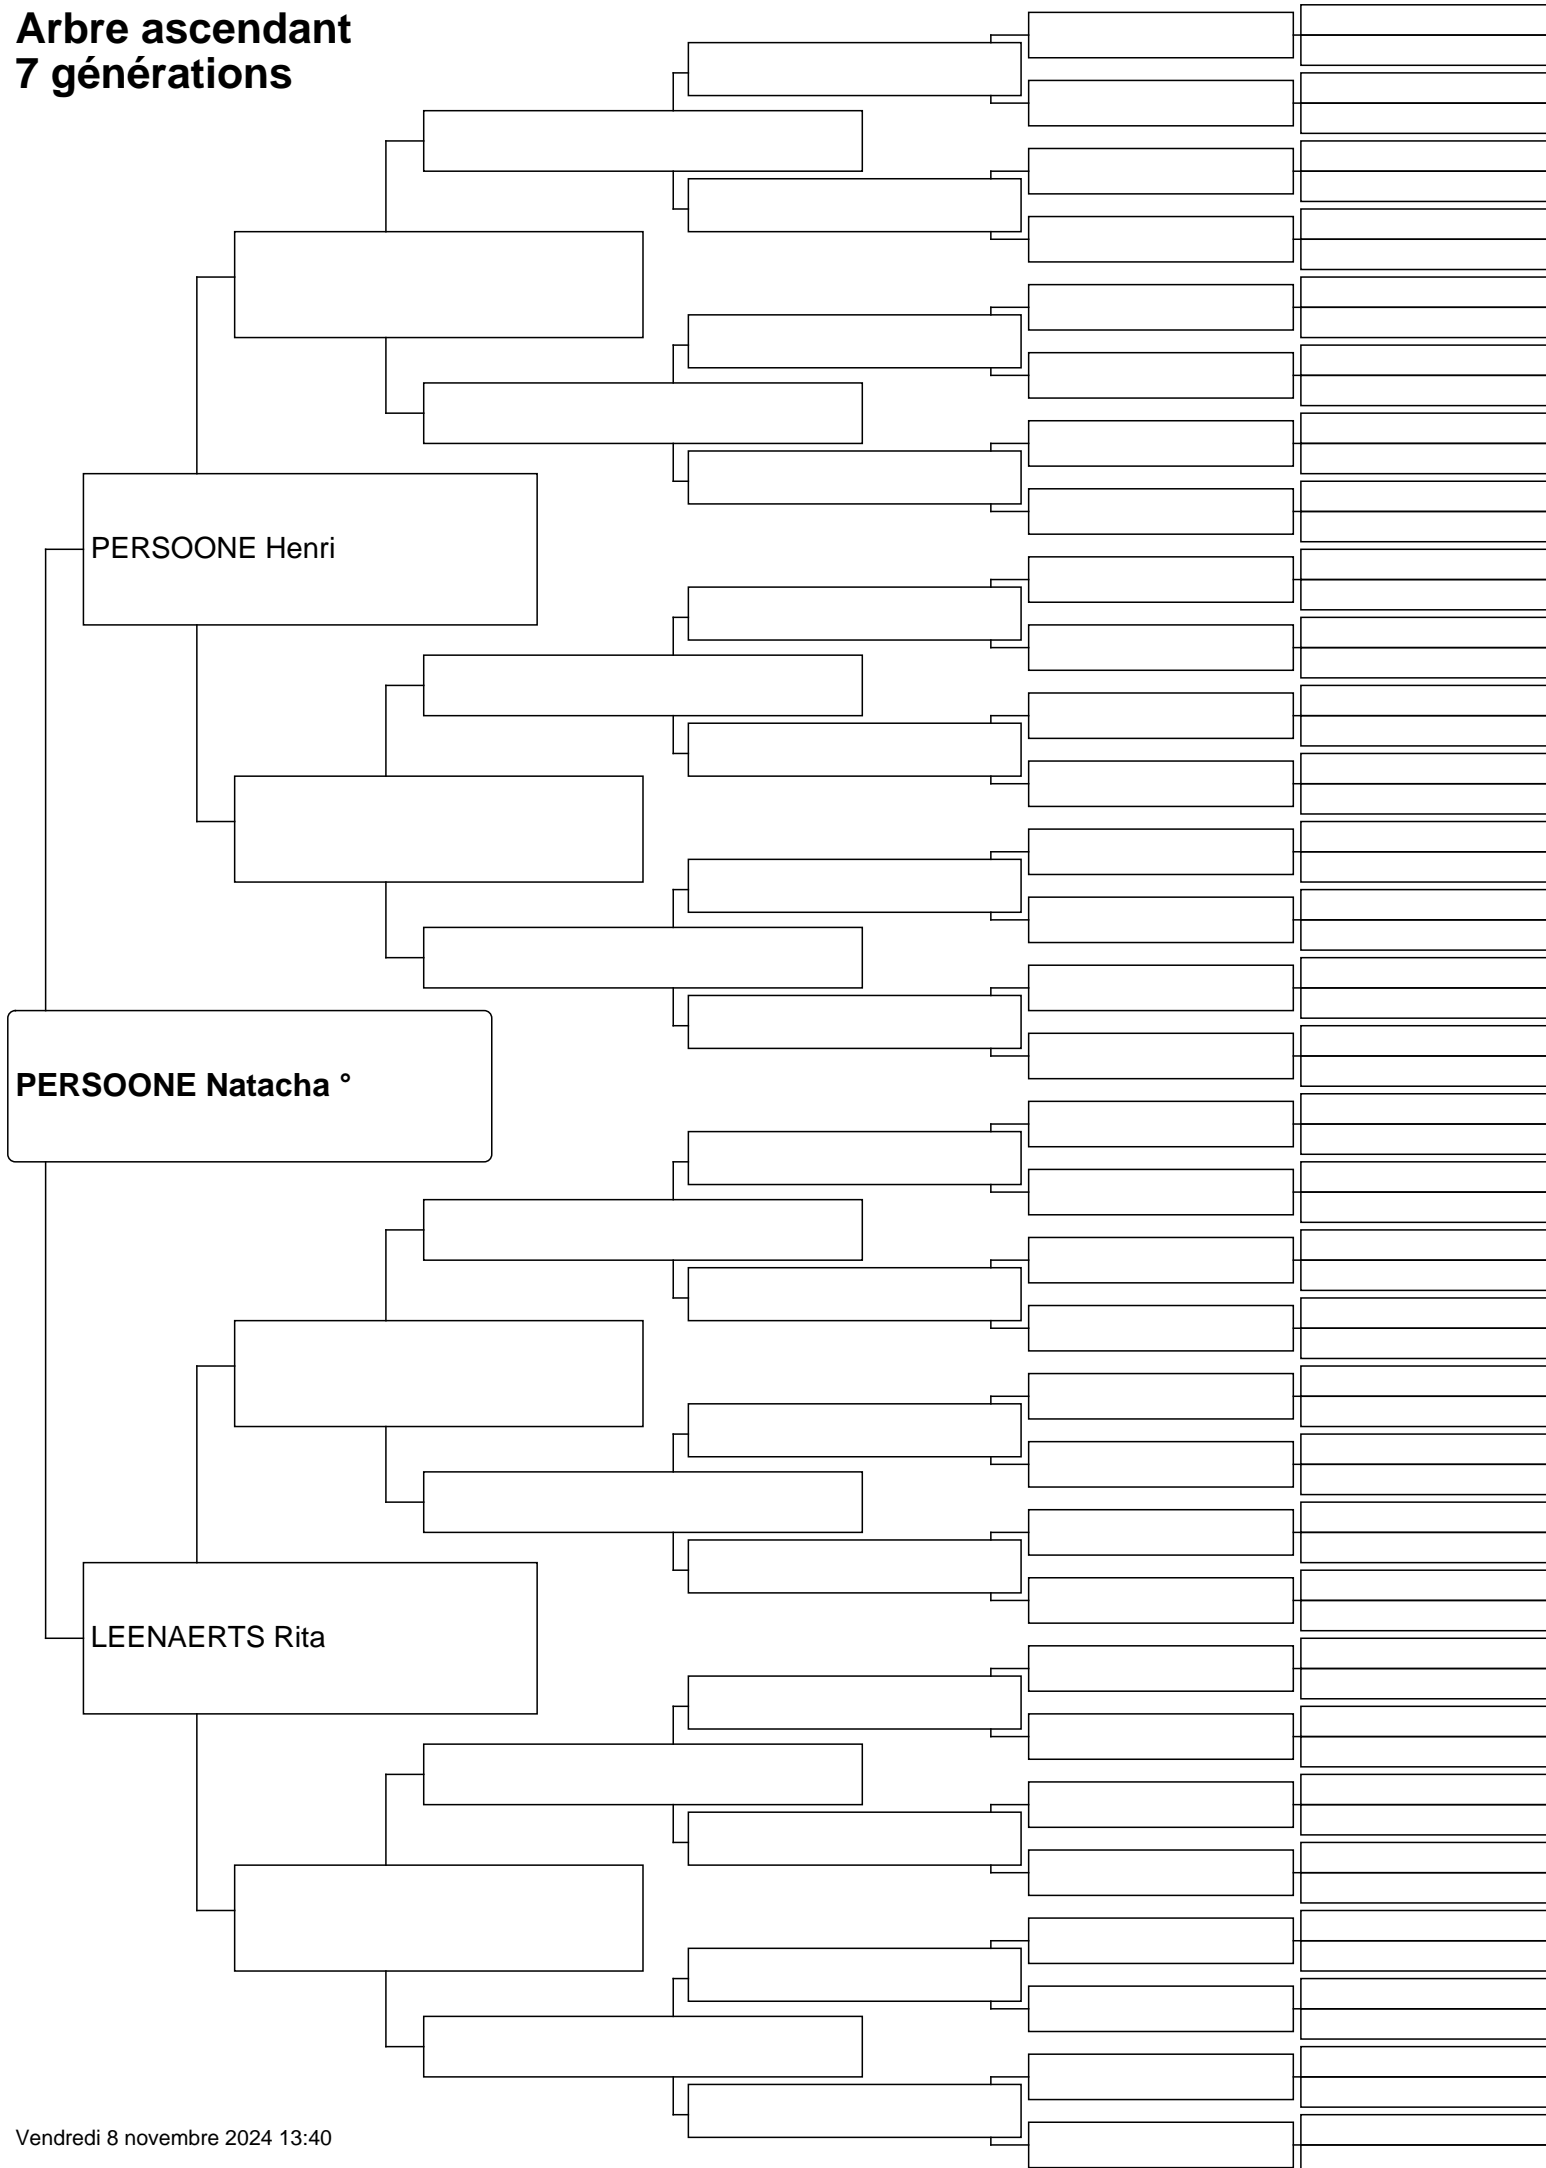 Arbre ascendant
7 générations
PERSOONE Henri
PERSOONE Natacha °
LEENAERTS Rita
Vendredi 8 novembre 2024 13:40